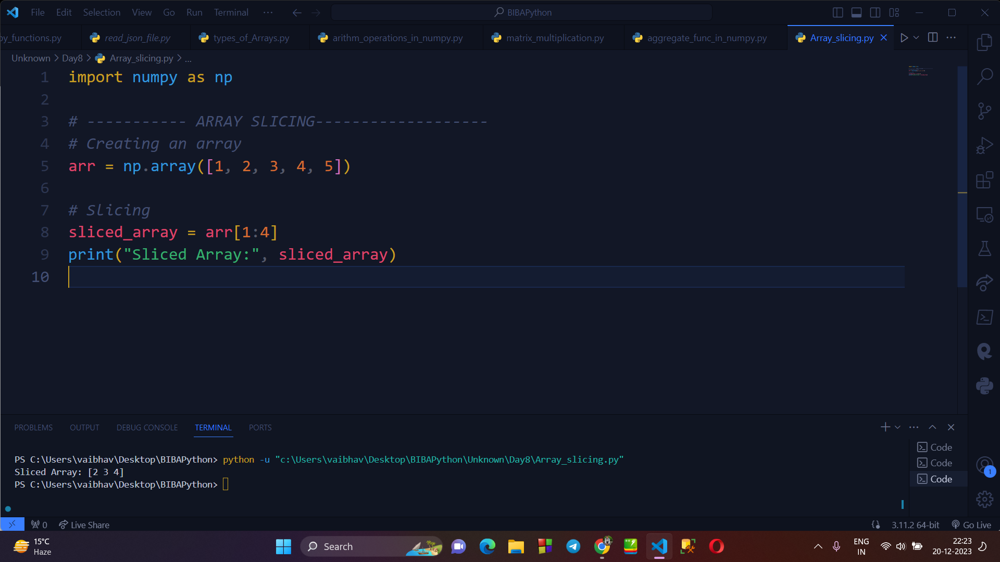 File Edit Selection View Go Run Terminal ··· BIBAPython
py_functions.py read_json_file.py types_of_Arrays.py arithm_operations_in_numpy.py matrix_multiplication.py aggregate_func_in_numpy.py Array_slicing.py
Unknown > Day8 > Array_slicing.py > ...
1 import numpy as np
2
3 # ----------- ARRAY SLICING-------------------
4 # Creating an array
5 arr = np.array([1, 2, 3, 4, 5])
6
7 # Slicing
8 sliced_array = arr[1:4]
9 print("Sliced Array:", sliced_array)
10
PROBLEMS OUTPUT DEBUG CONSOLE TERMINAL PORTS
PS C:\Users\vaibhav\Desktop\BIBAPython> python -u "c:\Users\vaibhav\Desktop\BIBAPython\Unknown\Day8\Array_slicing.py"
Sliced Array: [2 3 4]
PS C:\Users\vaibhav\Desktop\BIBAPython>
Code
Code
Code
1
0 Live Share 3.11.2 64-bit Go Live
15°C
Haze
Search
ENG
IN
22:23
20-12-2023